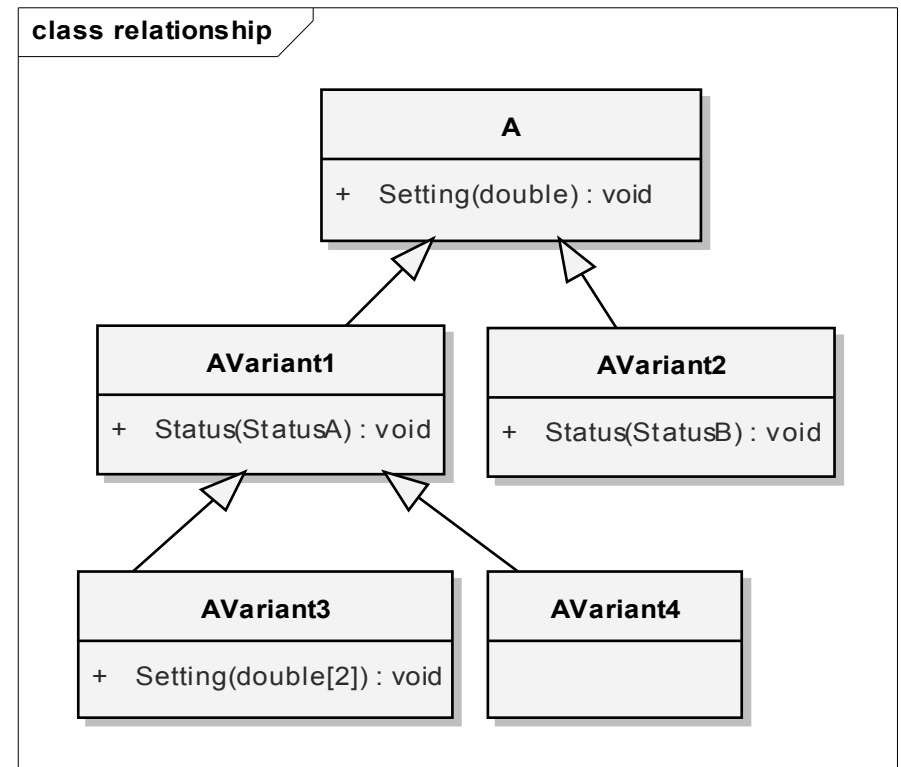 class relationship
A
+ Setting(double) : void
AVariant1
+ Status(StatusA) : void
AVariant2
+ Status(StatusB) : void
AVariant3
+ Setting(double[2]) : void
AVariant4